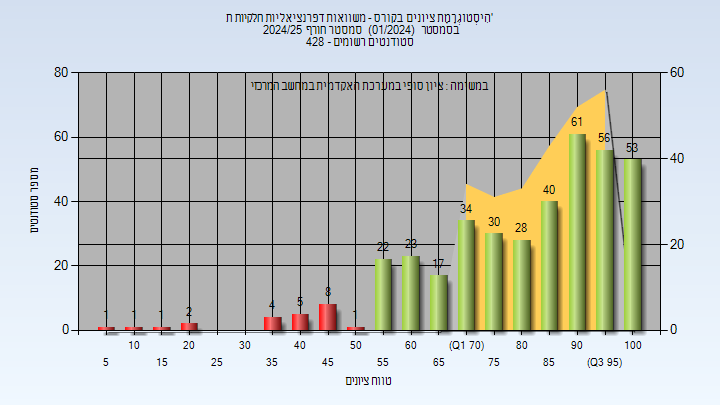 היסטוגרמת ציונים בקורס - משוואות דפרנציאליות חלקיות ת'
בסמסטר (01/2024) סמסטר חורף 2024/25
סטודנטים רשומים - 428
במשימה : ציון סופי במערכת האקדמית במחשב המרכזי
80
60
40
20
0
60
40
20
0
מספר סטודנטים
1 1 1 2 4 5 8 1 22 23 17 34 30 28 40 61 56 53
10 20 30 40 50 60 (Q1 70) 80 90 100
5 15 25 35 45 55 65 75 85 (Q3 95)
טווח ציונים